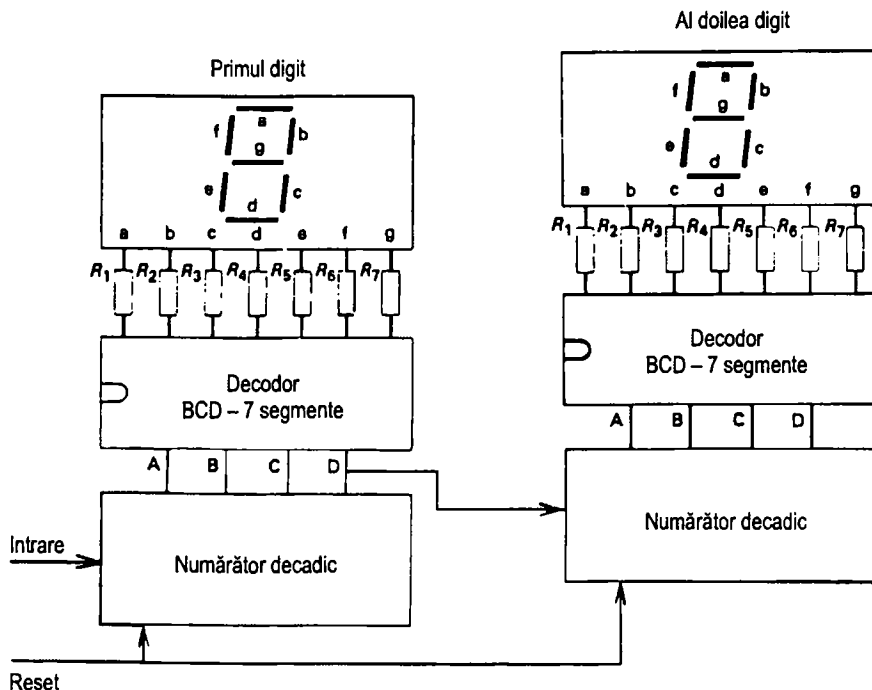 Al doilea digit
Primul digit
a
f b
g
e c
d
a b c d e f g
R1 R2 R3 R4 R5 R6 R7
a
f b
g
e c
d
a b c d e f g
R1 R2 R3 R4 R5 R6 R7
Decodor
BCD – 7 segmente
Decodor
BCD – 7 segmente
A B C D
A B C D
Intrare
Numărător decadic
Numărător decadic
Reset